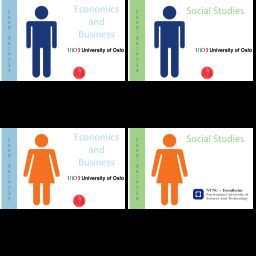 Economics
and
Business
UiO University of Oslo
Social Studies
UiO University of Oslo
Economics
and
Business
UiO University of Oslo
Social Studies
NTNU – Trondheim
Norwegian University of
Science and Technology